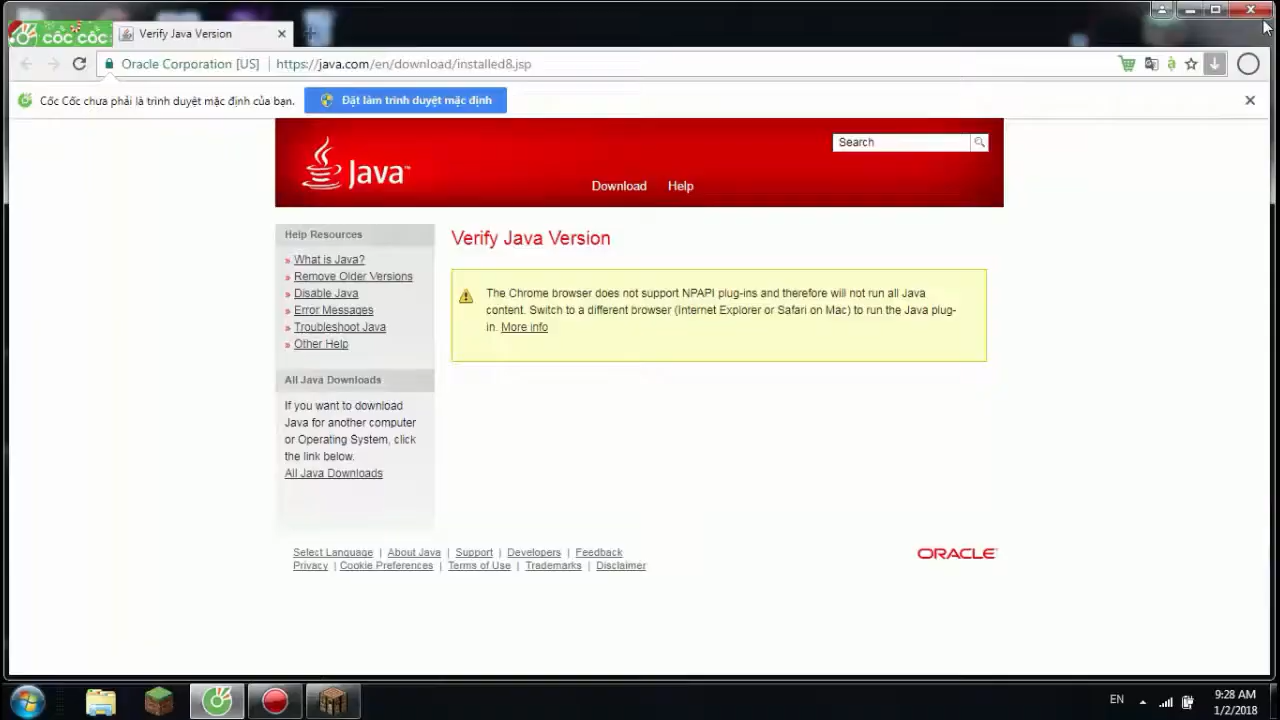 cốc cốc
Verify Java Version
Oracle Corporation [US] https://java.com/en/download/installed8.jsp
Cốc Cốc chưa phải là trình duyệt mặc định của bạn. Đặt làm trình duyệt mặc định
Java™
Search
Download Help
Help Resources
» What is Java?
» Remove Older Versions
» Disable Java
» Error Messages
» Troubleshoot Java
» Other Help
All Java Downloads
If you want to download
Java for another computer
or Operating System, click
the link below.
All Java Downloads
Verify Java Version
The Chrome browser does not support NPAPI plug-ins and therefore will not run all Java
content. Switch to a different browser (Internet Explorer or Safari on Mac) to run the Java plug-
in. More info
Select Language | About Java | Support | Developers | Feedback
Privacy | Cookie Preferences | Terms of Use | Trademarks | Disclaimer
ORACLE
EN
9:28 AM
1/2/2018